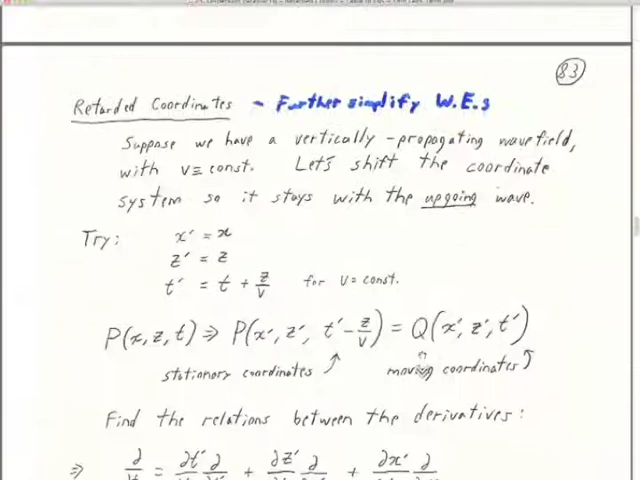 83
Retarded Coordinates - Further simplify W.E.s
Suppose we have a vertically-propagating wavefield,
with v≡const. Let's shift the coordinate
system so it stays with the upgoing wave.
Try: x' = x
z' = z
t' = t + z/v for v = const.
P(x, z, t) ⇒ P(x', z', t' - z/v) = Q(x', z', t')
stationary coordinates moving coordinates
Find the relations between the derivatives:
⇒ ∂ = ∂t' ∂ + ∂z' ∂ + ∂x' ∂